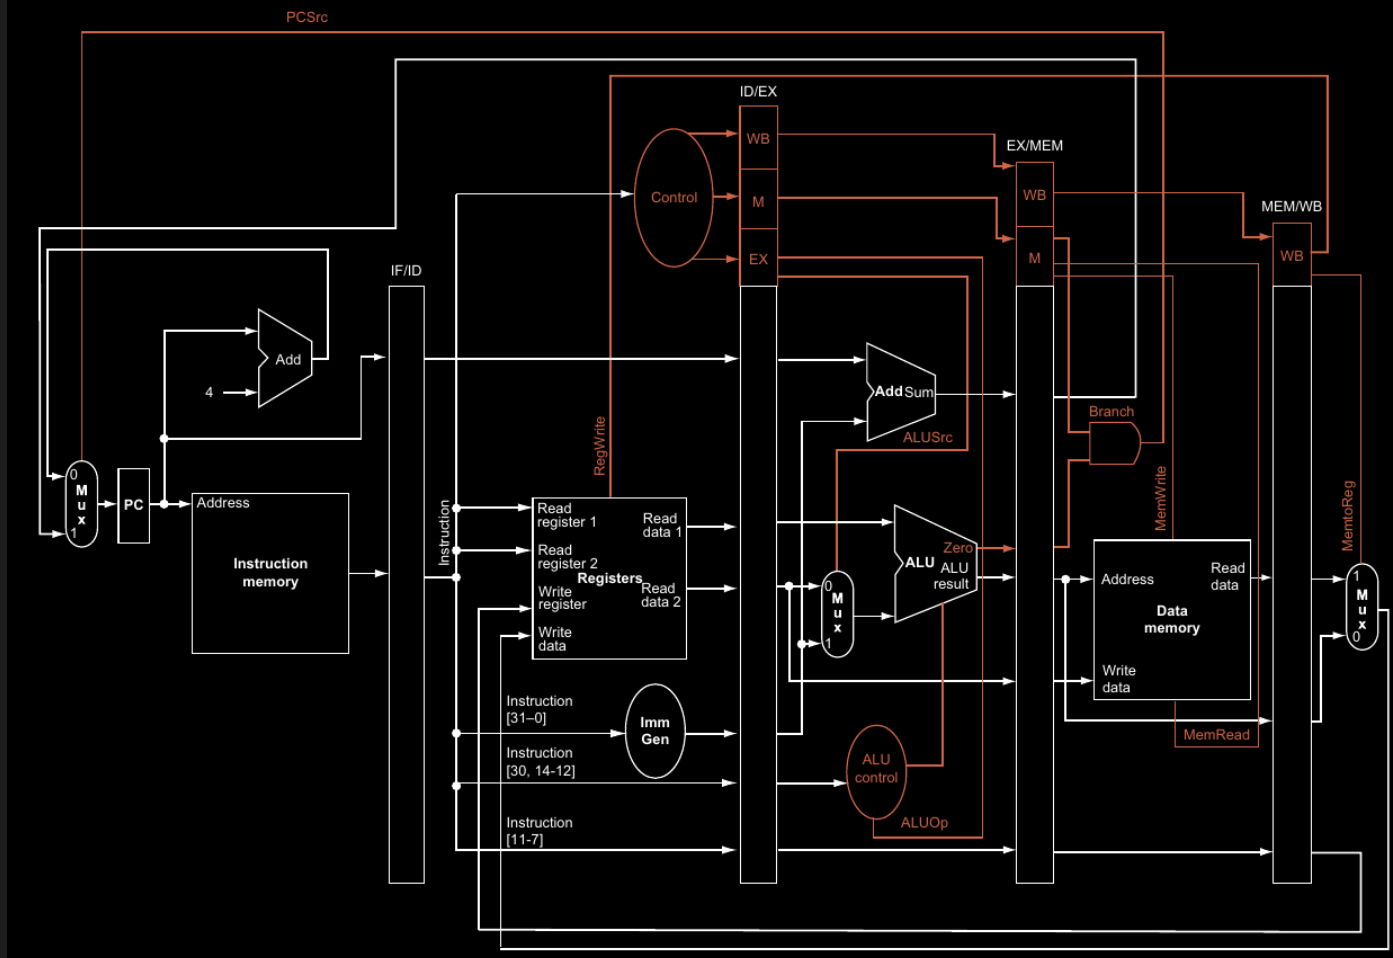 PCSrc
ID/EX
WB
EX/MEM
Control
M
WB
MEM/WB
EX
M
WB
IF/ID
Add
4
Add Sum
Branch
ALUSrc
RegWrite
MemWrite
MemtoReg
0
M
u
x
1
PC
Address
Instruction
memory
Instruction
Read
register 1
Read
register 2
Write
register
Write
data
Registers
Read
data 1
Read
data 2
0
M
u
x
1
ALU
Zero
ALU
result
Address
Read
data
Data
memory
Write
data
MemRead
1
M
u
x
0
Instruction
[31–0]
Imm
Gen
Instruction
[30, 14-12]
ALU
control
Instruction
[11-7]
ALUOp